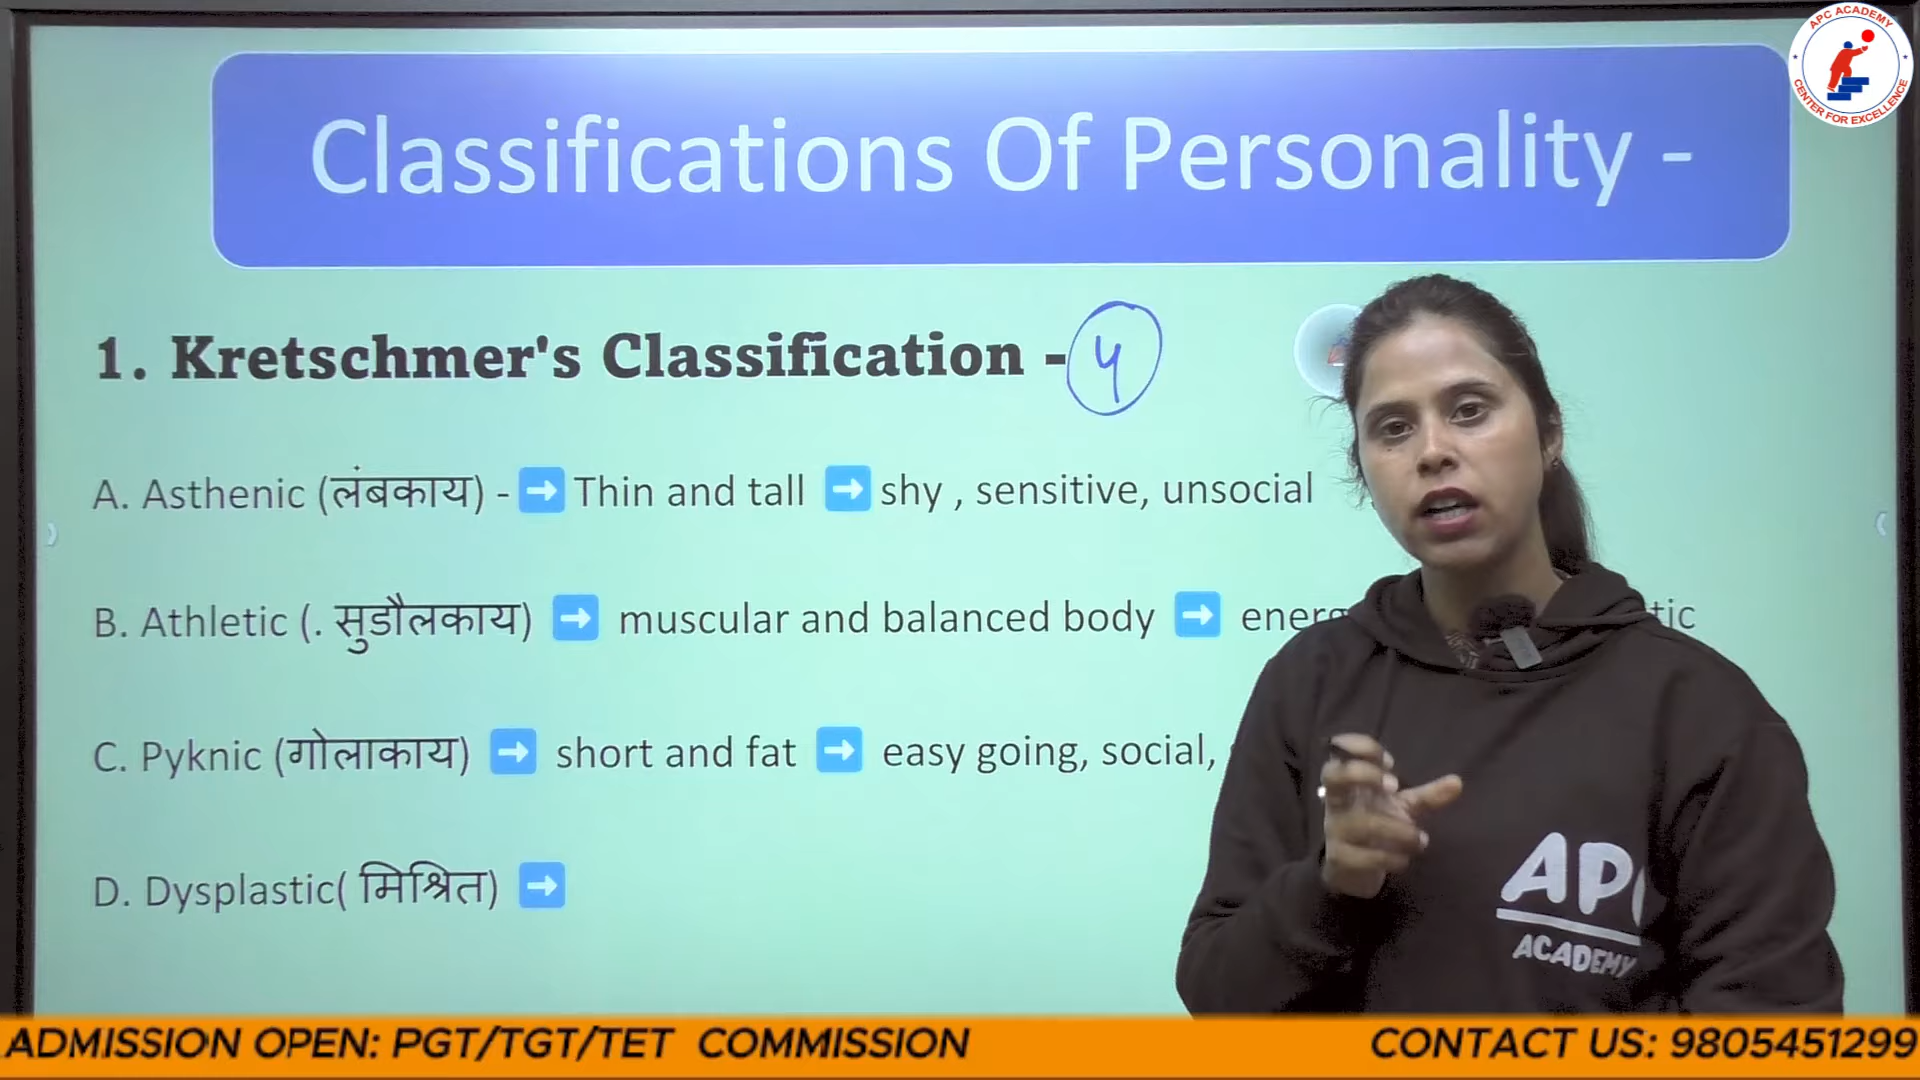 APC ACADEMY
CENTER FOR EXCELLENCE
Classifications Of Personality -
1. Kretschmer's Classification - 4
A. Asthenic (लंबकाय) - ➡ Thin and tall ➡ shy , sensitive, unsocial
B. Athletic (. सुडौलकाय) ➡ muscular and balanced body ➡
C. Pyknic (गोलाकाय) ➡ short and fat ➡ easy going, social,
D. Dysplastic( मिश्रित) ➡
ACADEMY
ADMISSION OPEN: PGT/TGT/TET COMMISSION
CONTACT US: 9805451299